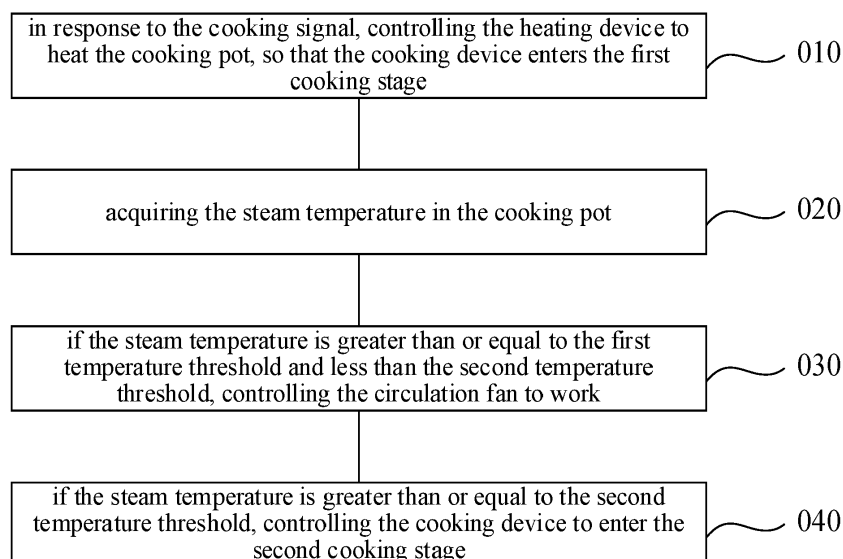 in response to the cooking signal, controlling the heating device to
heat the cooking pot, so that the cooking device enters the first
cooking stage
010
acquiring the steam temperature in the cooking pot
020
if the steam temperature is greater than or equal to the first
temperature threshold and less than the second temperature
threshold, controlling the circulation fan to work
030
if the steam temperature is greater than or equal to the second
temperature threshold, controlling the cooking device to enter the
second cooking stage
040